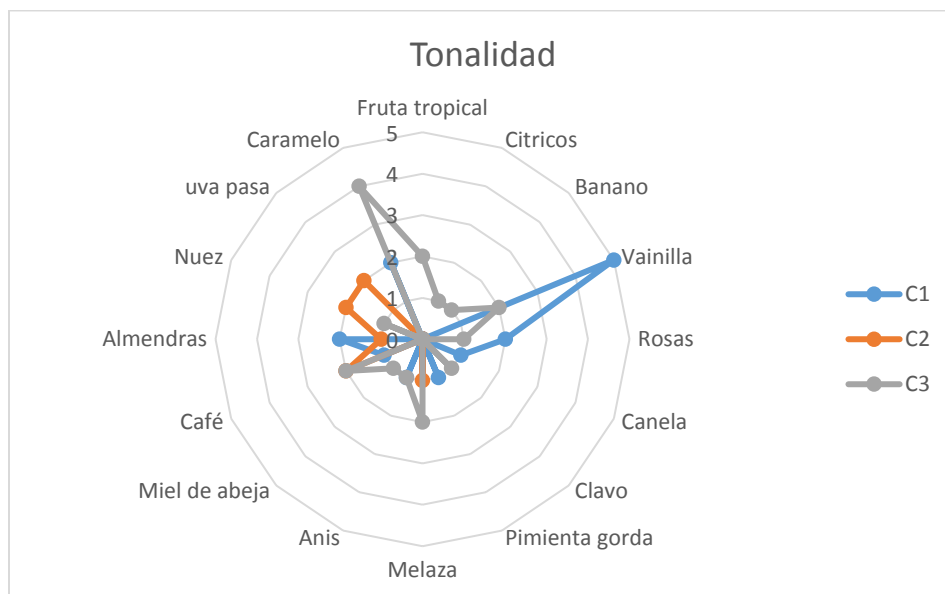 Tonalidad
Fruta tropical
Citricos
Banano
Vainilla
Rosas
Canela
Clavo
Pimienta gorda
Melaza
Anis
Miel de abeja
Café
Almendras
Nuez
uva pasa
Caramelo
5
4
3
2
1
0
C1
C2
C3